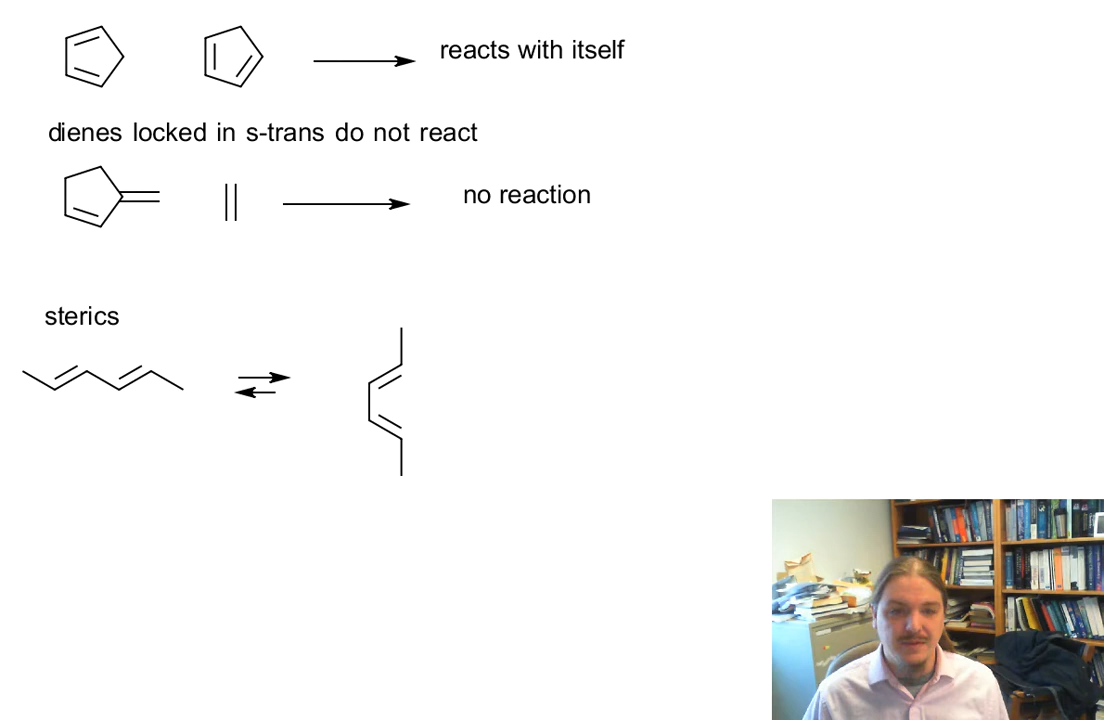 reacts with itself
dienes locked in s-trans do not react
no reaction
sterics